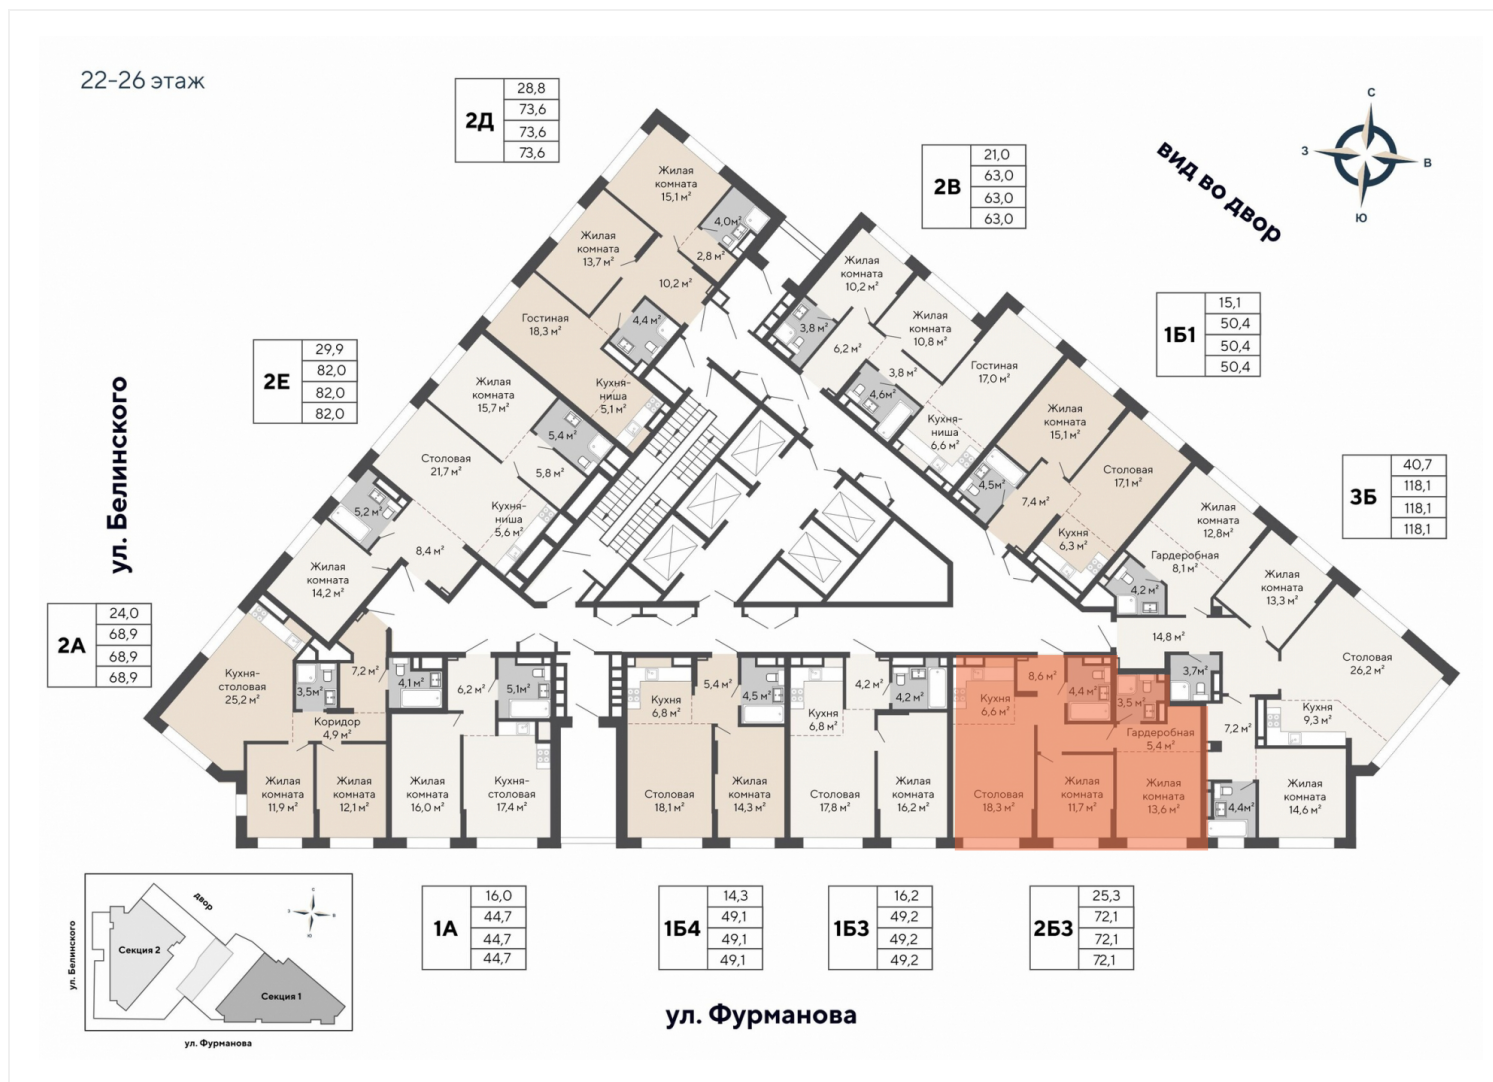 22-26 этаж
2Д
28,8
73,6
73,6
73,6
2В
21,0
63,0
63,0
63,0
С
З
В
Ю
вид во двор
1Б1
15,1
50,4
50,4
50,4
2Е
29,9
82,0
82,0
82,0
3Б
40,7
118,1
118,1
118,1
2А
24,0
68,9
68,9
68,9
ул. Белинского
Жилая
комната
15,1 м²
4,0м²
2,8 м²
Жилая
комната
13,7 м²
10,2 м²
Гостиная
18,3 м²
4,4 м²
Кухня-
ниша
5,1 м²
Жилая
комната
15,7 м²
5,4 м²
Столовая
21,7 м²
5,8 м²
Кухня-
ниша
5,6 м²
5,2 м²
8,4 м²
Жилая
комната
14,2 м²
Жилая
комната
10,2 м²
3,8 м²
6,2 м²
Жилая
комната
10,8 м²
3,8 м²
4,6м²
Гостиная
17,0 м²
Кухня-
ниша
6,6 м²
Жилая
комната
15,1 м²
4,5м²
7,4 м²
Столовая
17,1 м²
Кухня
6,3 м²
Жилая
комната
12,8м²
Гардеробная
8,1 м²
4,2 м²
Жилая
комната
13,3 м²
14,8 м²
3,7м²
Столовая
26,2 м²
Кухня
9,3 м²
7,2 м²
4,4м²
Жилая
комната
14,6 м²
Кухня-
столовая
25,2 м²
3,5м²
7,2 м²
Коридор
4,9 м²
Жилая
комната
11,9 м²
Жилая
комната
12,1 м²
4,1 м²
6,2 м²
5,1м²
Жилая
комната
16,0 м²
Кухня-
столовая
17,4 м²
Кухня
6,8 м²
5,4 м²
4,5 м²
Столовая
18,1 м²
Жилая
комната
14,3 м²
Кухня
6,8 м²
4,2 м²
4,2 м²
Столовая
17,8 м²
Жилая
комната
16,2 м²
Кухня
6,6 м²
8,6 м²
4,4 м²
3,5м²
Гардеробная
5,4 м²
Столовая
18,3 м²
Жилая
комната
11,7 м²
Жилая
комната
13,6 м²
1А
16,0
44,7
44,7
44,7
1Б4
14,3
49,1
49,1
49,1
1Б3
16,2
49,2
49,2
49,2
2Б3
25,3
72,1
72,1
72,1
ул. Фурманова
ул. Белинского
двор
Секция 2
Секция 1
С
З
В
Ю
ул. Фурманова